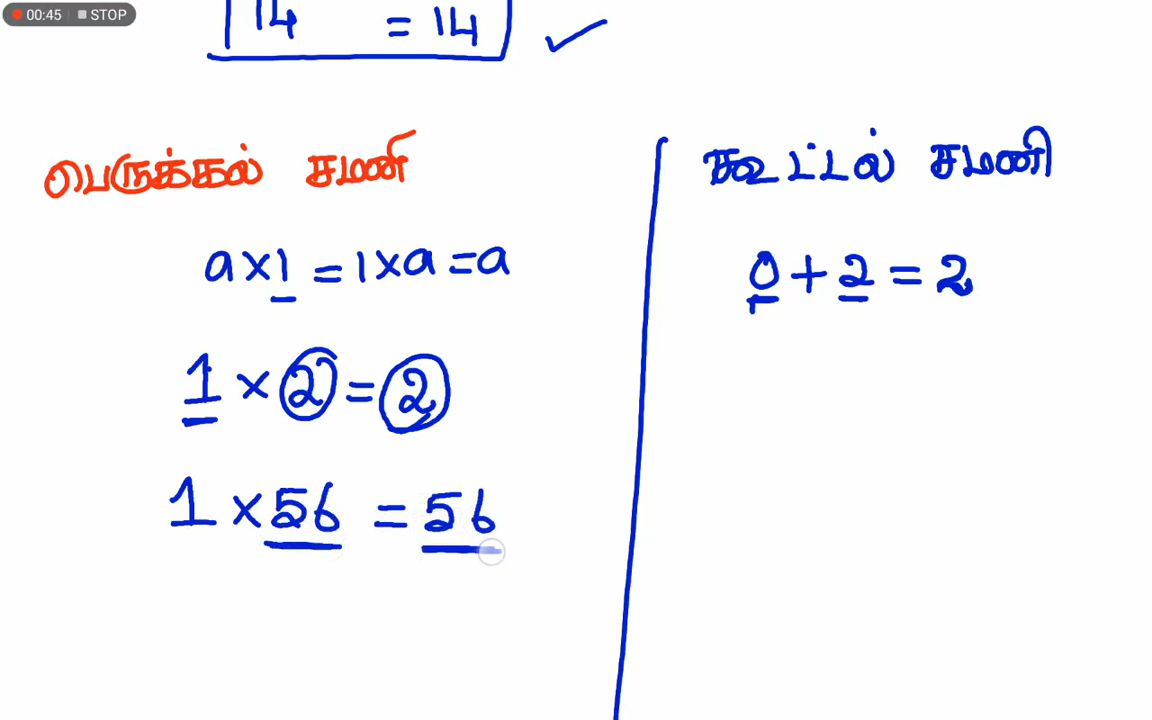 00:45 STOP
14 = 14 ✓
பெருக்கல் சமனி
a×1 = 1×a = a
1 × 2 = 2
1 × 56 = 56
கூட்டல் சமனி
0 + 2 = 2